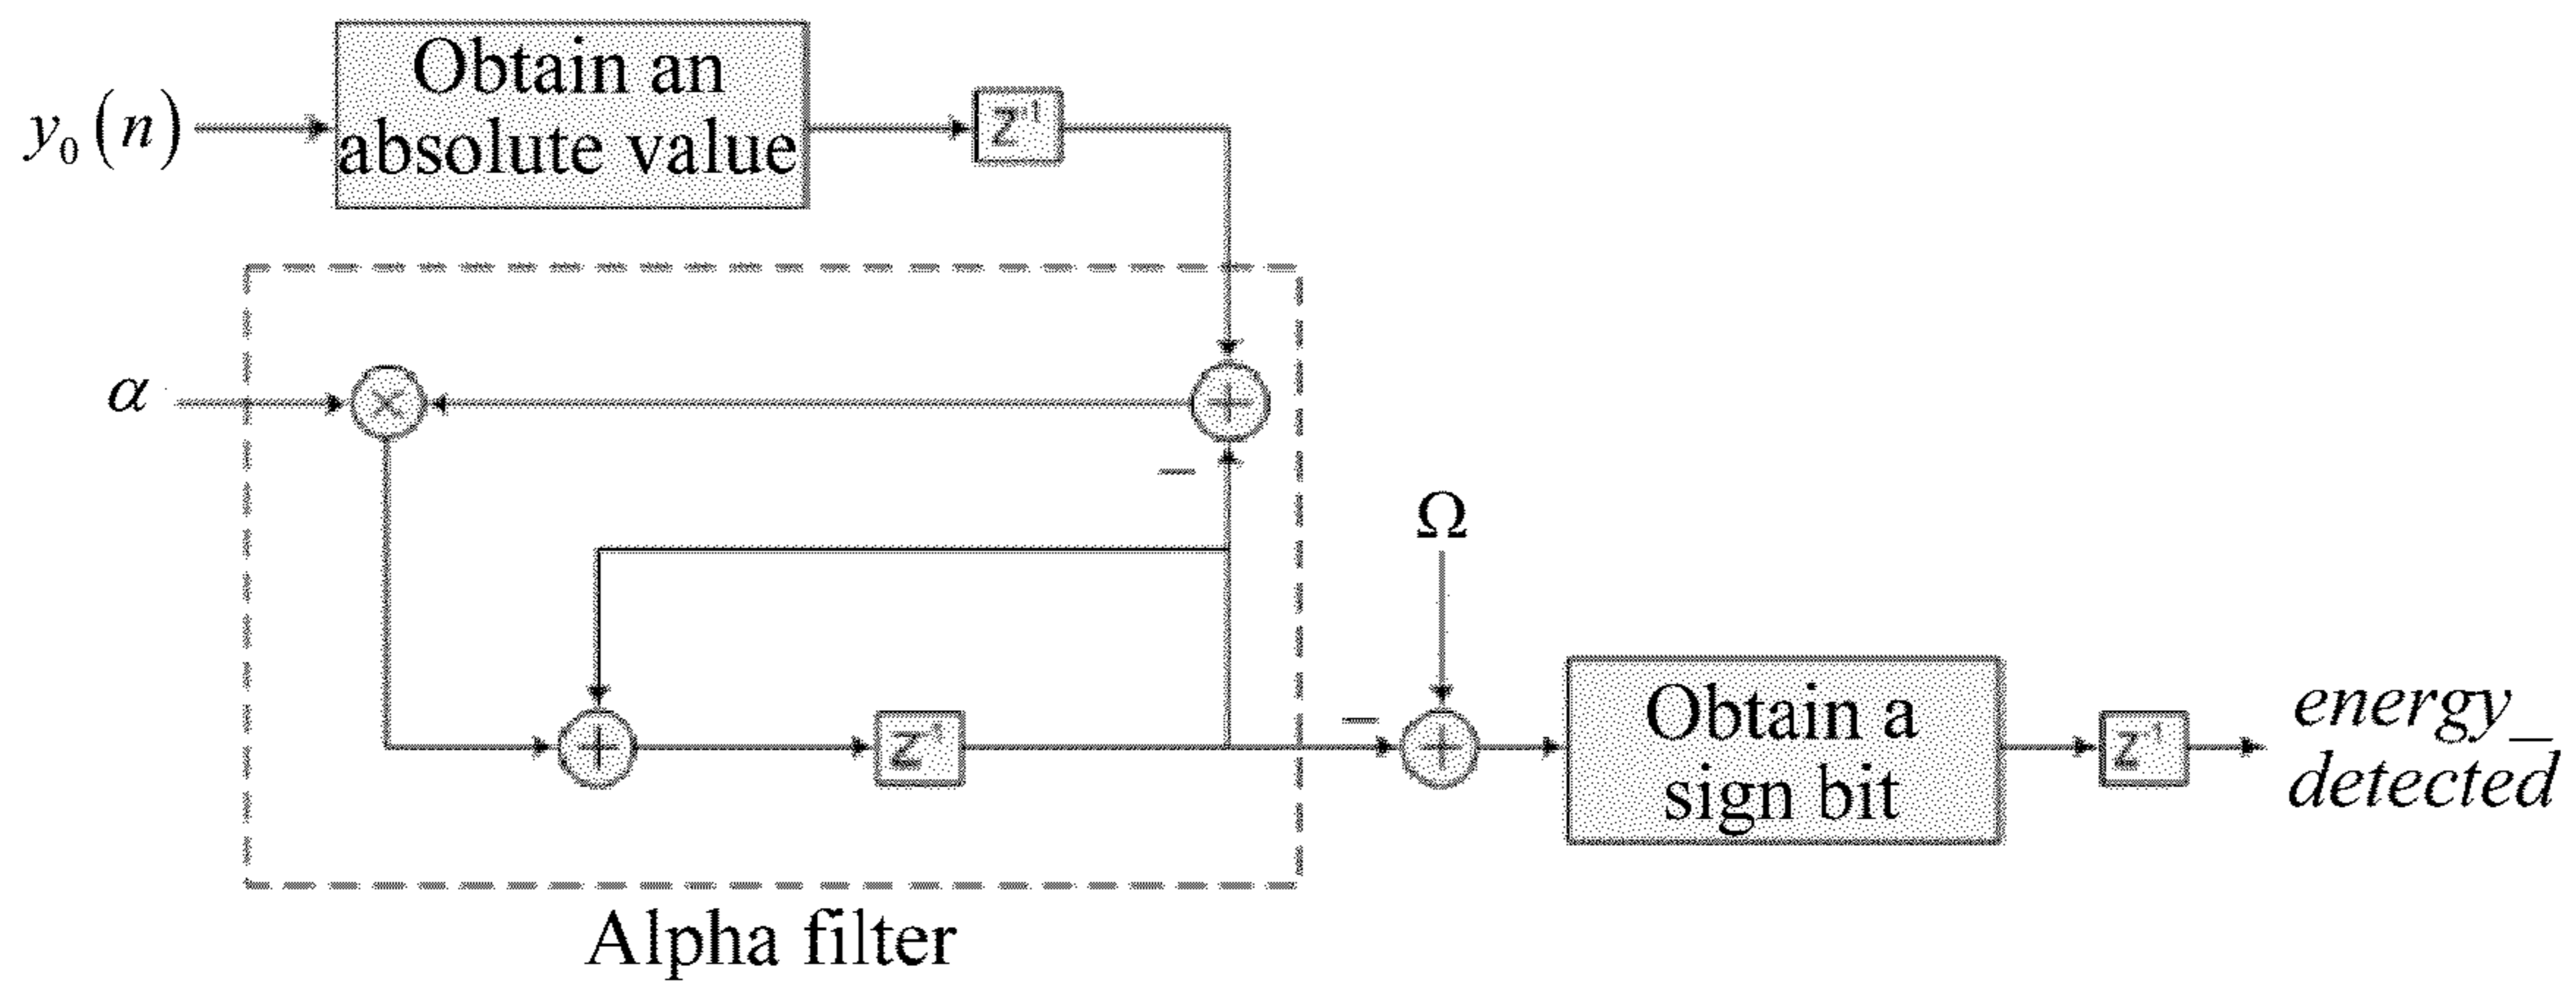 Obtain an
absolute value
y₀(n)
Z⁻¹
α
×
+
−
Ω
+
Z⁻¹
−
+
Obtain a
sign bit
Z⁻¹
energy_
detected
Alpha filter